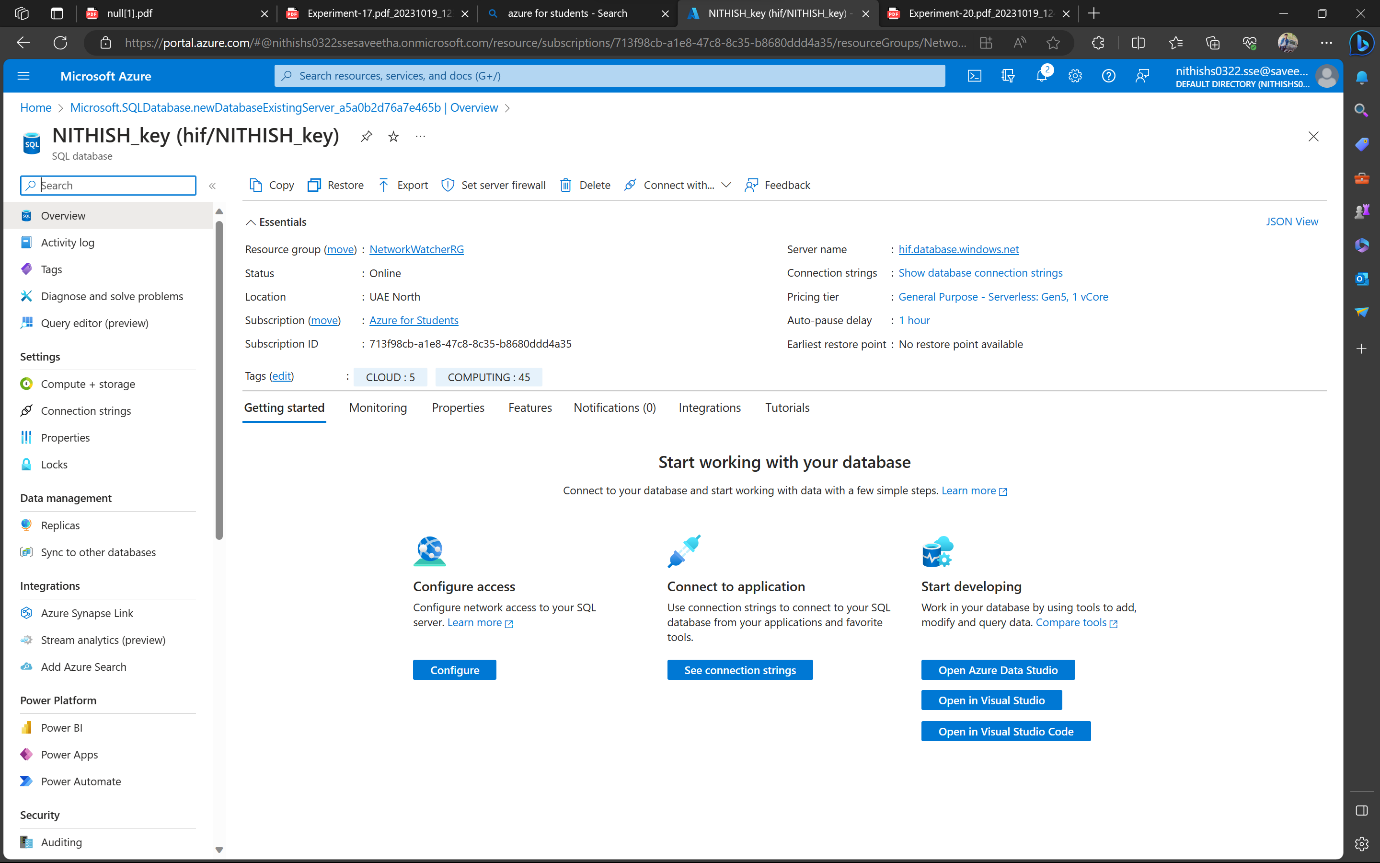 null[1].pdf
Experiment-17.pdf_20231019_12
azure for students - Search
NITHISH_key (hif/NITHISH_key) -
Experiment-20.pdf_20231019_12
https://portal.azure.com/#@nithishs0322ssesaveetha.onmicrosoft.com/resource/subscriptions/713f98cb-a1e8-47c8-8c35-b8680ddd4a35/resourceGroups/Netwo...
Microsoft Azure
Search resources, services, and docs (G+/)
2
nithishs0322.sse@savee...
DEFAULT DIRECTORY (NITHISHS0...
Home > Microsoft.SQLDatabase.newDatabaseExistingServer_a5a0b2d76a7e465b | Overview >
SQL
NITHISH_key (hif/NITHISH_key)
SQL database
Search
Copy Restore Export Set server firewall Delete Connect with... Feedback
Overview
Activity log
Tags
Diagnose and solve problems
Query editor (preview)
Settings
Compute + storage
Connection strings
Properties
Locks
Data management
Replicas
Sync to other databases
Integrations
Azure Synapse Link
Stream analytics (preview)
Add Azure Search
Power Platform
Power BI
Power Apps
Power Automate
Security
Auditing
Essentials
JSON View
Resource group (move) : NetworkWatcherRG
Status : Online
Location : UAE North
Subscription (move) : Azure for Students
Subscription ID : 713f98cb-a1e8-47c8-8c35-b8680ddd4a35
Server name : hif.database.windows.net
Connection strings : Show database connection strings
Pricing tier : General Purpose - Serverless: Gen5, 1 vCore
Auto-pause delay : 1 hour
Earliest restore point : No restore point available
Tags (edit) : CLOUD : 5 COMPUTING : 45
Getting started Monitoring Properties Features Notifications (0) Integrations Tutorials
Start working with your database
Connect to your database and start working with data with a few simple steps. Learn more
Configure access
Configure network access to your SQL
server. Learn more
Configure
Connect to application
Use connection strings to connect to your SQL
database from your applications and favorite
tools.
See connection strings
Start developing
Work in your database by using tools to add,
modify and query data. Compare tools
Open Azure Data Studio
Open in Visual Studio
Open in Visual Studio Code